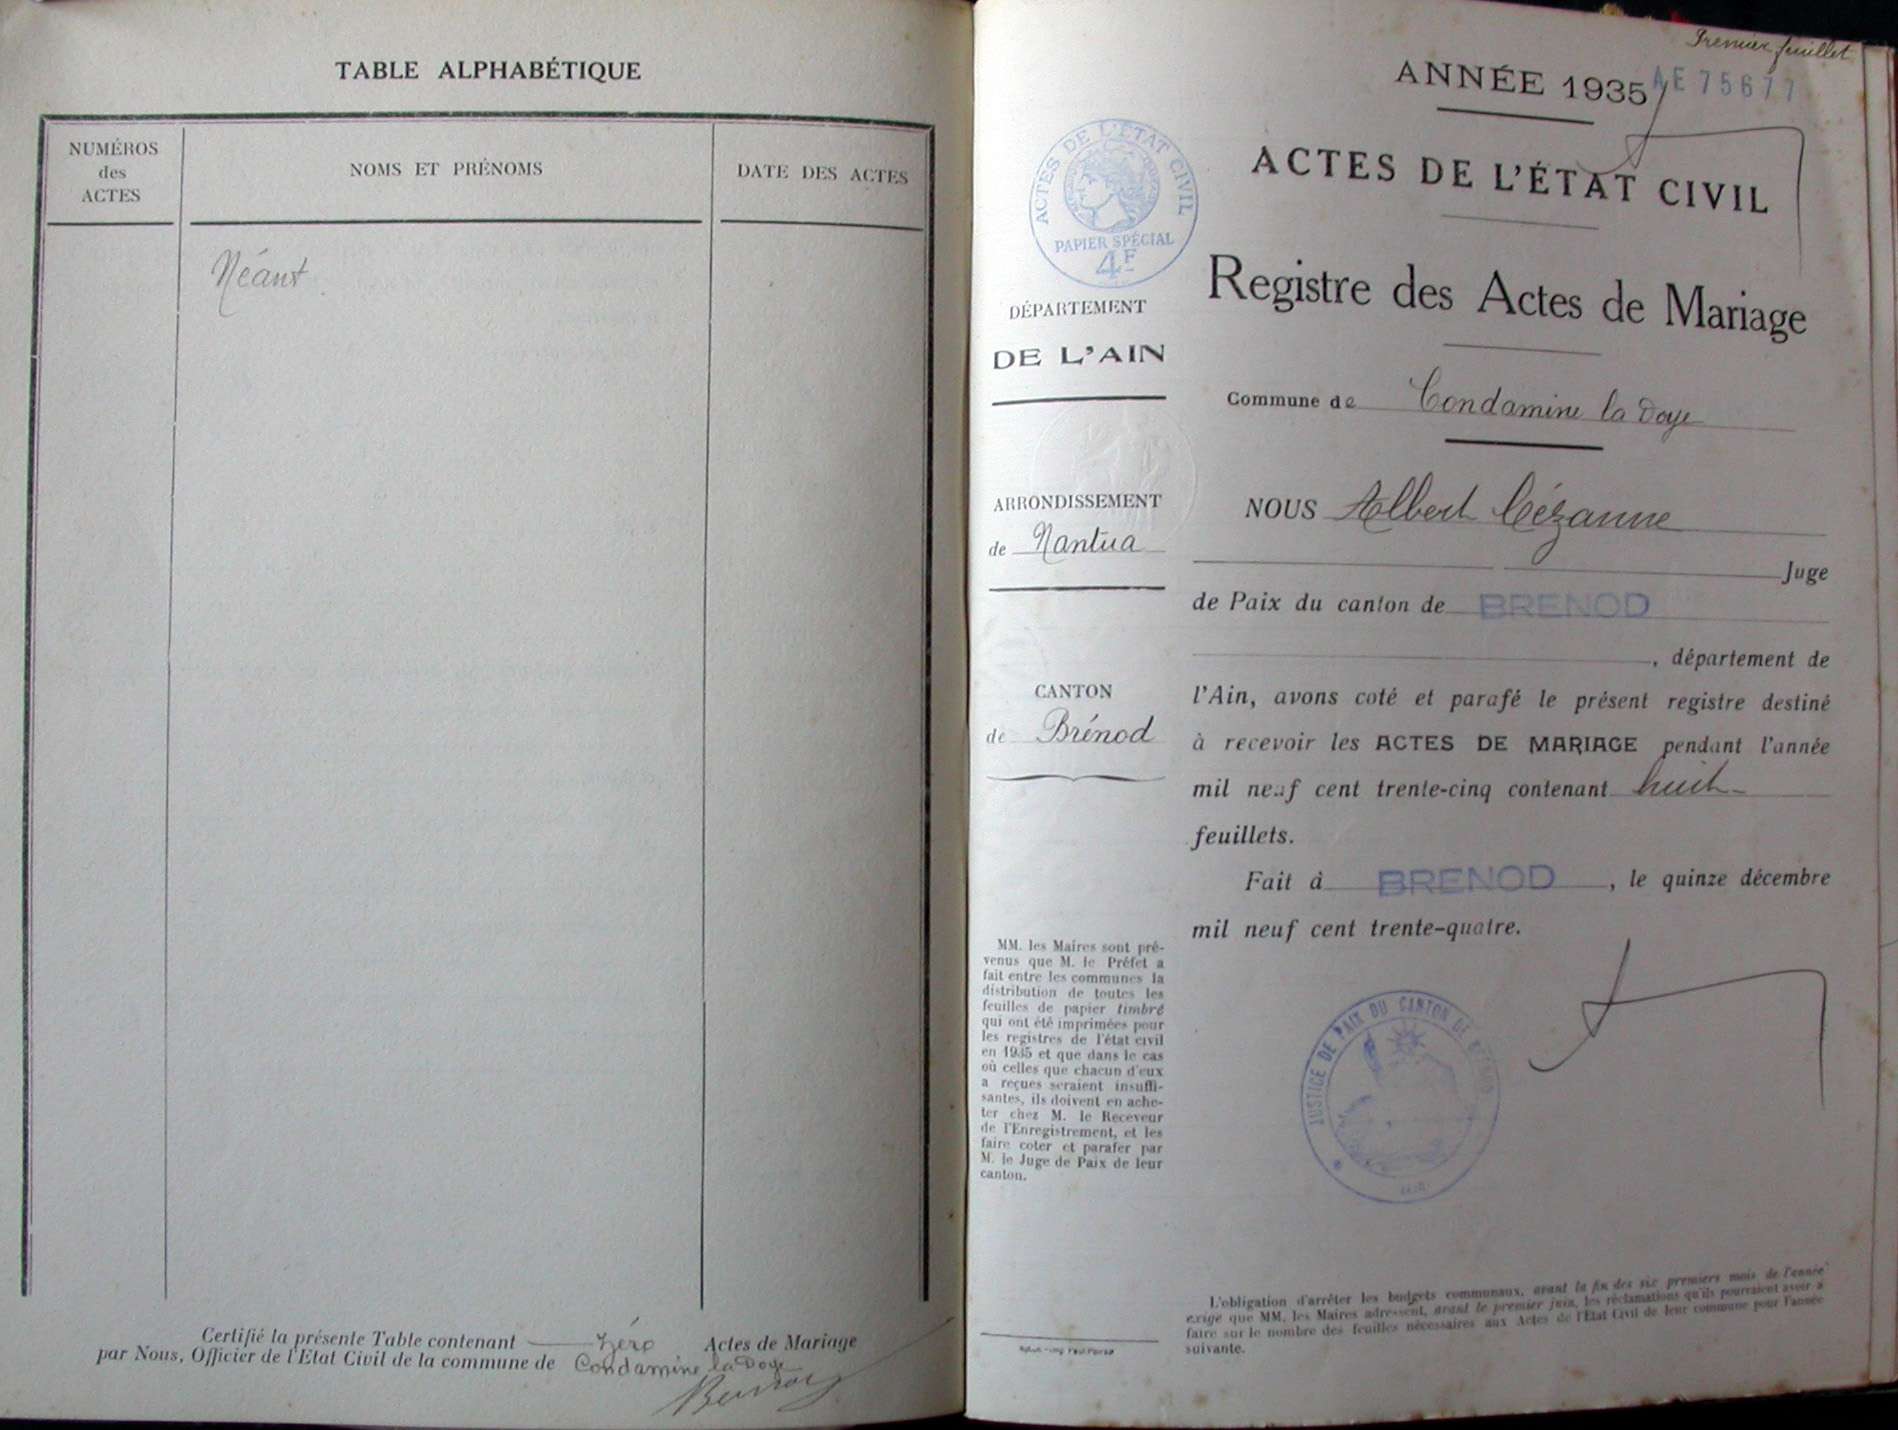 TABLE ALPHABÉTIQUE
NUMÉROS
des
ACTES
NOMS ET PRÉNOMS
DATE DES ACTES
Néant
Certifié la présente Table contenant zéro Actes de Mariage
par Nous, Officier de l'Etat Civil de la commune de Condamine la Doye
Premier feuillet
ANNÉE 1935
AE 75677
ACTES DE L'ÉTAT CIVIL
ACTES DE L'ÉTAT CIVIL
PAPIER SPÉCIAL
4F
Registre des Actes de Mariage
DÉPARTEMENT
DE L'AIN
Commune de Condamine la Doye
ARRONDISSEMENT
de Nantua
NOUS Albert Cézanne
Juge
de Paix du canton de BRENOD
, département de
CANTON
de Brénod
l'Ain, avons coté et parafé le présent registre destiné
à recevoir les ACTES DE MARIAGE pendant l'année
mil neuf cent trente-cinq contenant huit
feuillets.
Fait à BRENOD, le quinze décembre
mil neuf cent trente-quatre.
MM. les Maires sont pré-
venus que M. le Préfet a
fait entre les communes la
distribution de toutes les
feuilles de papier timbré
qui ont été imprimées pour
les registres de l'état civil
en 1935 et que dans le cas
où celles que chacun d'eux
a reçues seraient insuffi-
santes, ils doivent en ache-
ter chez M. le Receveur
de l'Enregistrement, et les
faire coter et parafer par
M. le Juge de Paix de leur
canton.
JUSTICE DE PAIX DU CANTON DE
L'obligation d'arrêter les budgets communaux, avant la fin des six premiers mois de l'année
exige que MM. les Maires adressent, avant le premier juin, les réclamations qu'ils pourraient avoir à
faire sur le nombre des feuilles nécessaires aux Actes de l'Etat Civil de leur commune pour l'année
suivante.